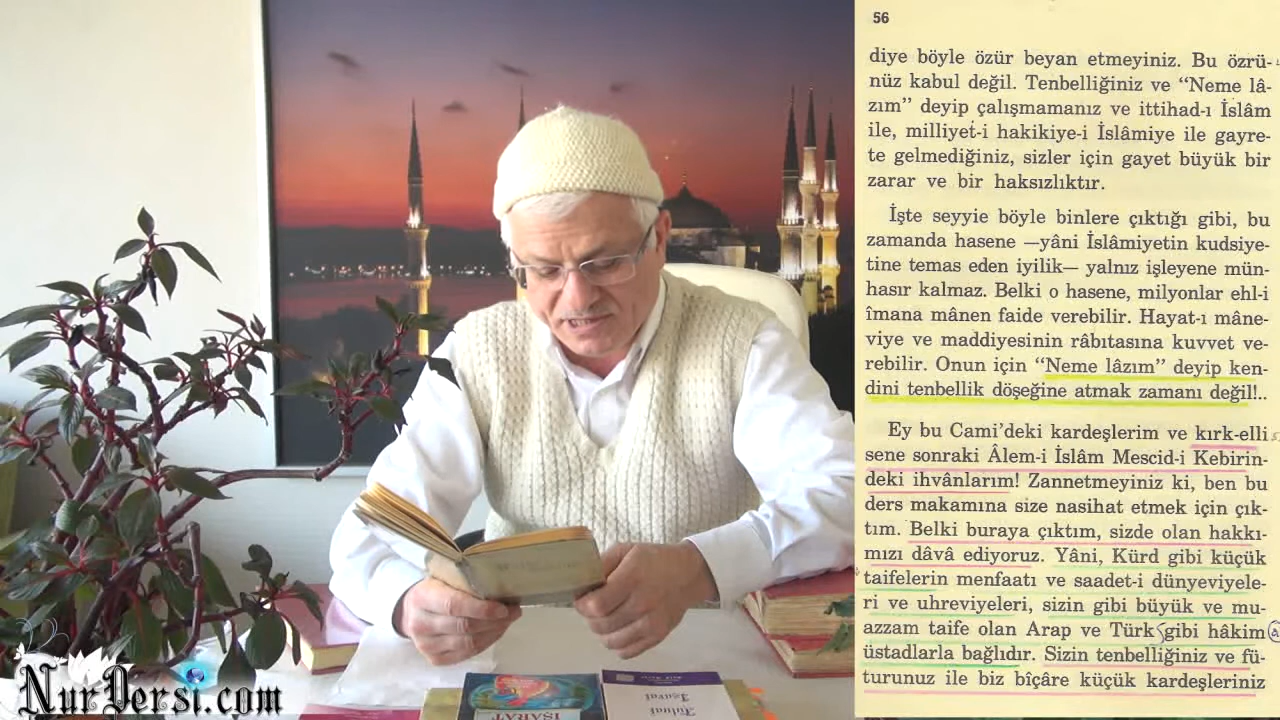 56
diye böyle özür beyan etmeyiniz. Bu özrü-
nüz kabul değil. Tenbelliğiniz ve “Neme lâ-
zım” deyip çalışmamanız ve ittihad-ı İslâm
ile, milliyet-i hakikiye-i İslâmiye ile gayre-
te gelmediğiniz, sizler için gayet büyük bir
zarar ve bir haksızlıktır.
İşte seyyie böyle binlere çıktığı gibi, bu
zamanda hasene —yâni İslâmiyetin kudsiye-
tine temas eden iyilik— yalnız işleyene mün-
hasır kalmaz. Belki o hasene, milyonlar ehl-i
îmana mânen faide verebilir. Hayat-ı mâne-
viye ve maddiyesinin râbıtasına kuvvet ve-
rebilir. Onun için “Neme lâzım” deyip ken-
dini tenbellik döşeğine atmak zamanı değil!..
Ey bu Cami’deki kardeşlerim ve kırk-elli
sene sonraki Âlem-i İslâm Mescid-i Kebirin-
deki ihvânlarım! Zannetmeyiniz ki, ben bu
ders makamına size nasihat etmek için çık-
tım. Belki buraya çıktım, sizde olan hakkı-
mızı dâvâ ediyoruz. Yâni, Kürd gibi küçük
taifelerin menfaatı ve saadet-i dünyeviyele-
ri ve uhreviyeleri, sizin gibi büyük ve mu-
azzam taife olan Arap ve Türk gibi hâkim
üstadlarla bağlıdır. Sizin tenbelliğiniz ve fü-
turunuz ile biz bîçâre küçük kardeşleriniz
NurDersi.com
İŞARAT
Tuluat
İşarat